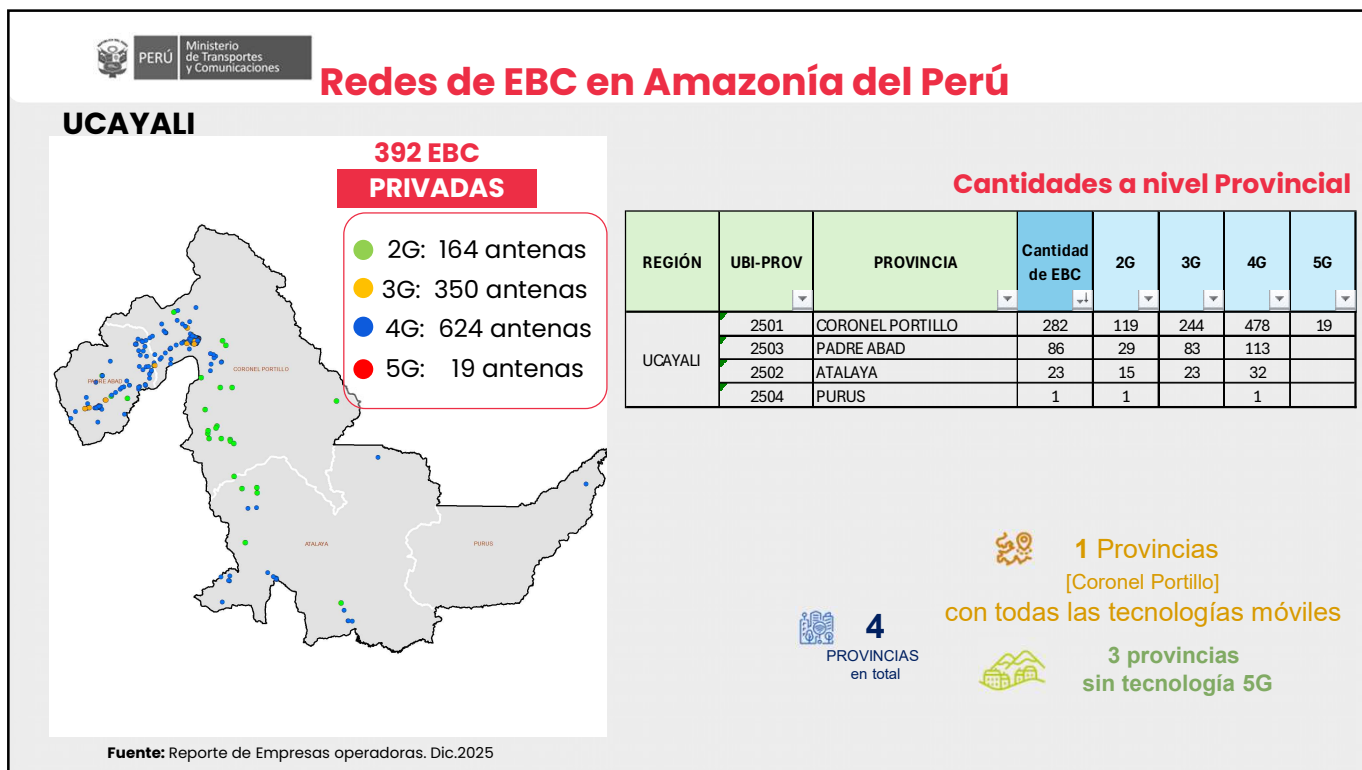 PERÚ
Ministerio
de Transportes
y Comunicaciones
Redes de EBC en Amazonía del Perú
UCAYALI
392 EBC
PRIVADAS
2G: 164 antenas
3G: 350 antenas
4G: 624 antenas
5G: 19 antenas
CORONEL PORTILLO
PADRE ABAD
ATALAYA
PURUS
Cantidades a nivel Provincial
REGIÓN UBI-PROV PROVINCIA Cantidad de EBC 2G 3G 4G 5G
UCAYALI
2501 CORONEL PORTILLO 282 119 244 478 19
2503 PADRE ABAD 86 29 83 113
2502 ATALAYA 23 15 23 32
2504 PURUS 1 1 1
1 Provincias
[Coronel Portillo]
con todas las tecnologías móviles
4
PROVINCIAS
en total
3 provincias
sin tecnología 5G
Fuente: Reporte de Empresas operadoras. Dic.2025